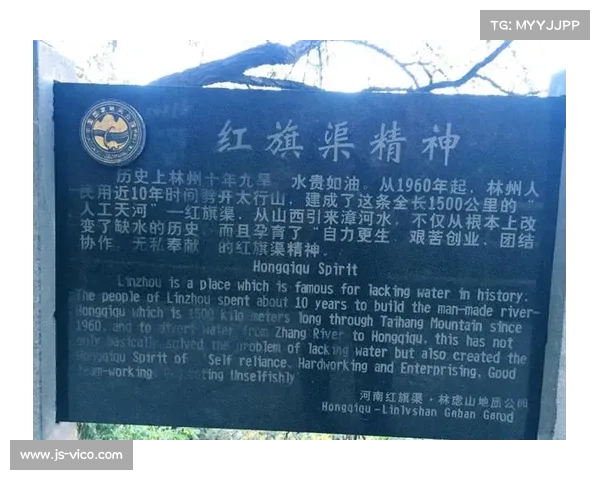 TG: MYYJJPP
红旗渠精神
历史上林州十年九旱 水贵如油。从1960年起, 林州人
民用近10年时间劈开太行山, 建成了这条全长1500公里的“
人工天河”—红旗渠, 从山西引来漳河水, 不仅从根本上改
变了缺水的历史 而且孕育了“自力更生 艰苦创业, 团结
协作, 无私奉献”的红旗渠精神。
Hongqiqu Spirit
Linzhou is a place which is famous for lacking water in history.
The people of Linzhou spent about 10 years to build the man-made river-
Hongqiqu which is 1500 kilo meters long through Taihang Mountain since
1960, and to divert water from Zhang River to Hongqiqu, this has not
only basically solved the problem of lacking water but also created the
Hongqiqu Spirit of Self reliance, Hardworking and Enterprising, Good
team-working, Unselfishly
河南红旗渠·林虑山地质公园
Hongqiqu-Linlvshan
www.js-vico.com